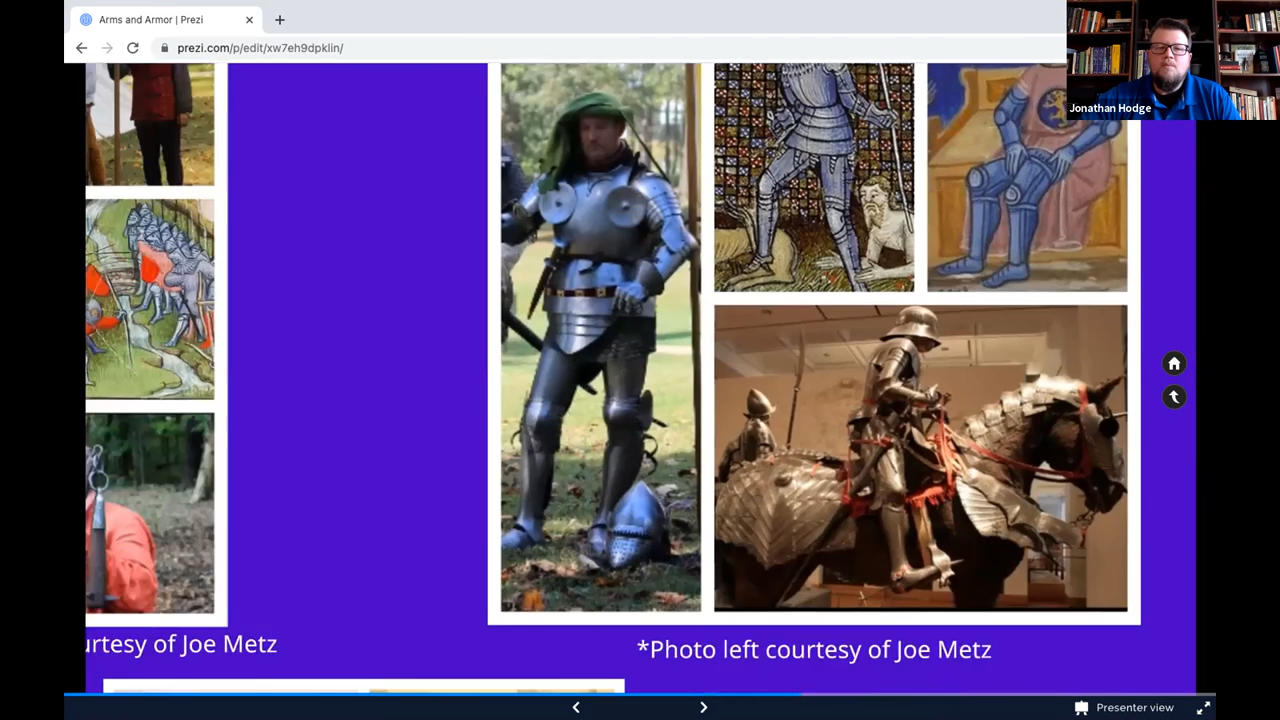 Arms and Armor | Prezi
prezi.com/p/edit/xw7eh9dpklin/
Jonathan Hodge
courtesy of Joe Metz
*Photo left courtesy of Joe Metz
Presenter view